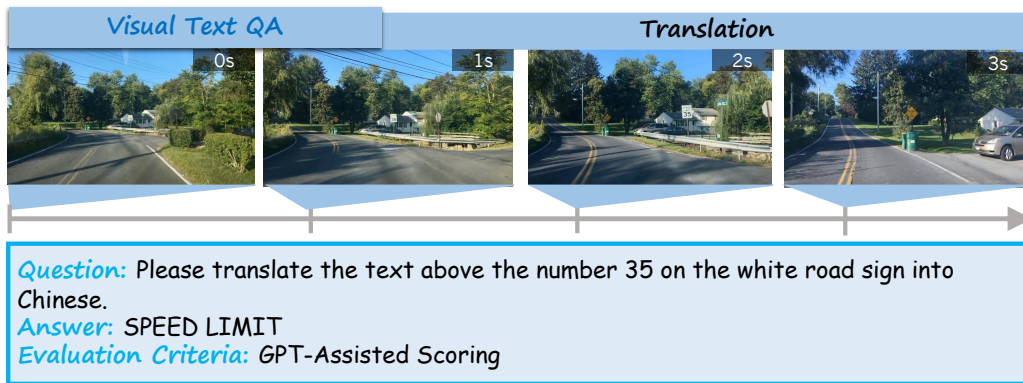 Visual Text QA
Translation
0s
1s
2s
3s
35
Question: Please translate the text above the number 35 on the white road sign into
Chinese.
Answer: SPEED LIMIT
Evaluation Criteria: GPT-Assisted Scoring